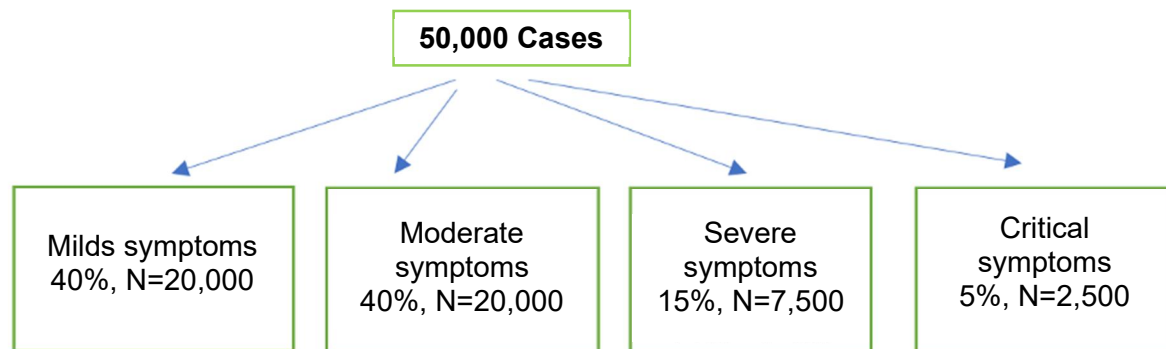 50,000 Cases
Milds symptoms
40%, N=20,000
Moderate
symptoms
40%, N=20,000
Severe
symptoms
15%, N=7,500
Critical
symptoms
5%, N=2,500